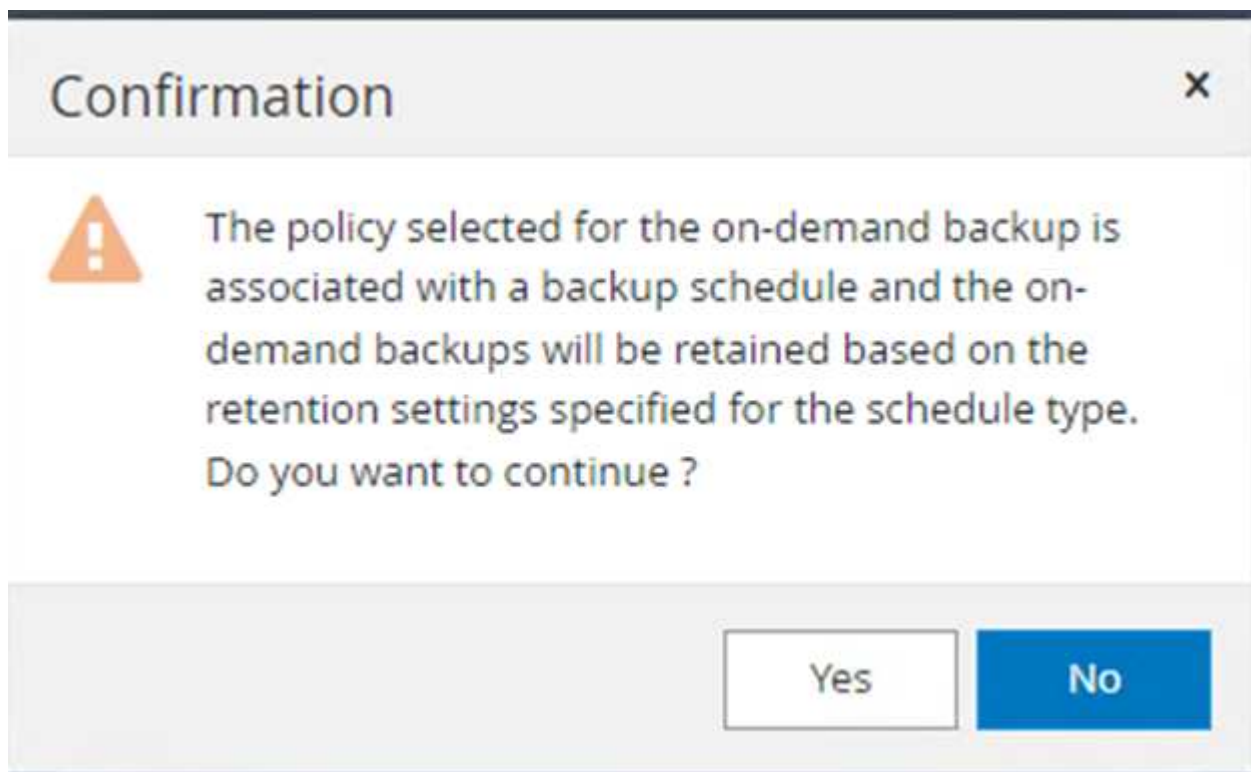 Confirmation
×
The policy selected for the on-demand backup is
associated with a backup schedule and the on-
demand backups will be retained based on the
retention settings specified for the schedule type.
Do you want to continue ?
Yes
No